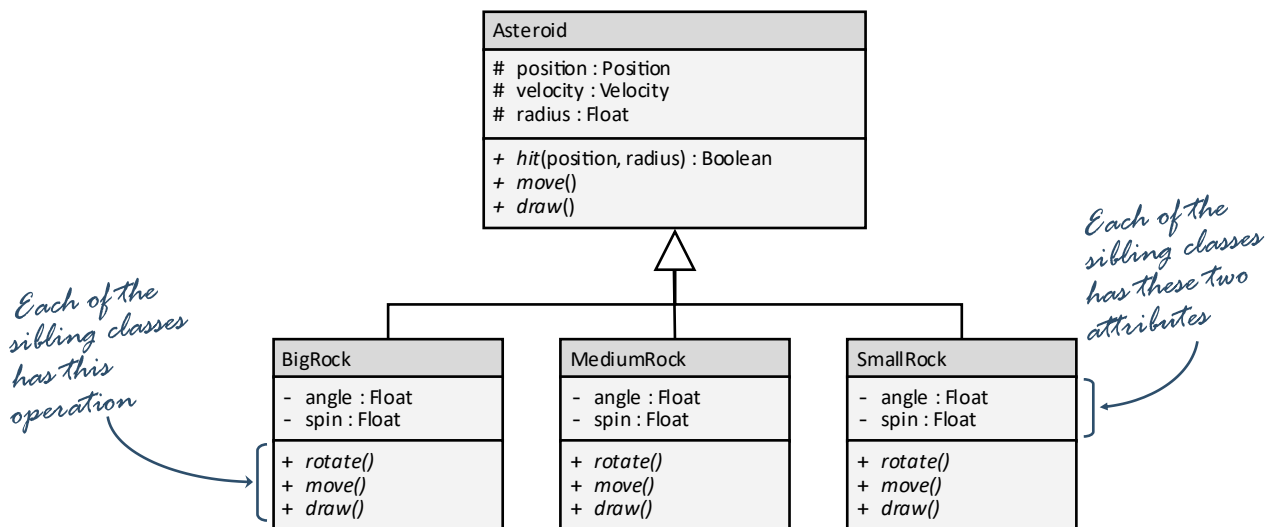 Asteroid
# position : Position
# velocity : Velocity
# radius : Float
+ hit(position, radius) : Boolean
+ move()
+ draw()
Each of the
sibling classes
has these two
attributes
Each of the
sibling classes
has this
operation
BigRock
- angle : Float
- spin : Float
+ rotate()
+ move()
+ draw()
MediumRock
- angle : Float
- spin : Float
+ rotate()
+ move()
+ draw()
SmallRock
- angle : Float
- spin : Float
+ rotate()
+ move()
+ draw()